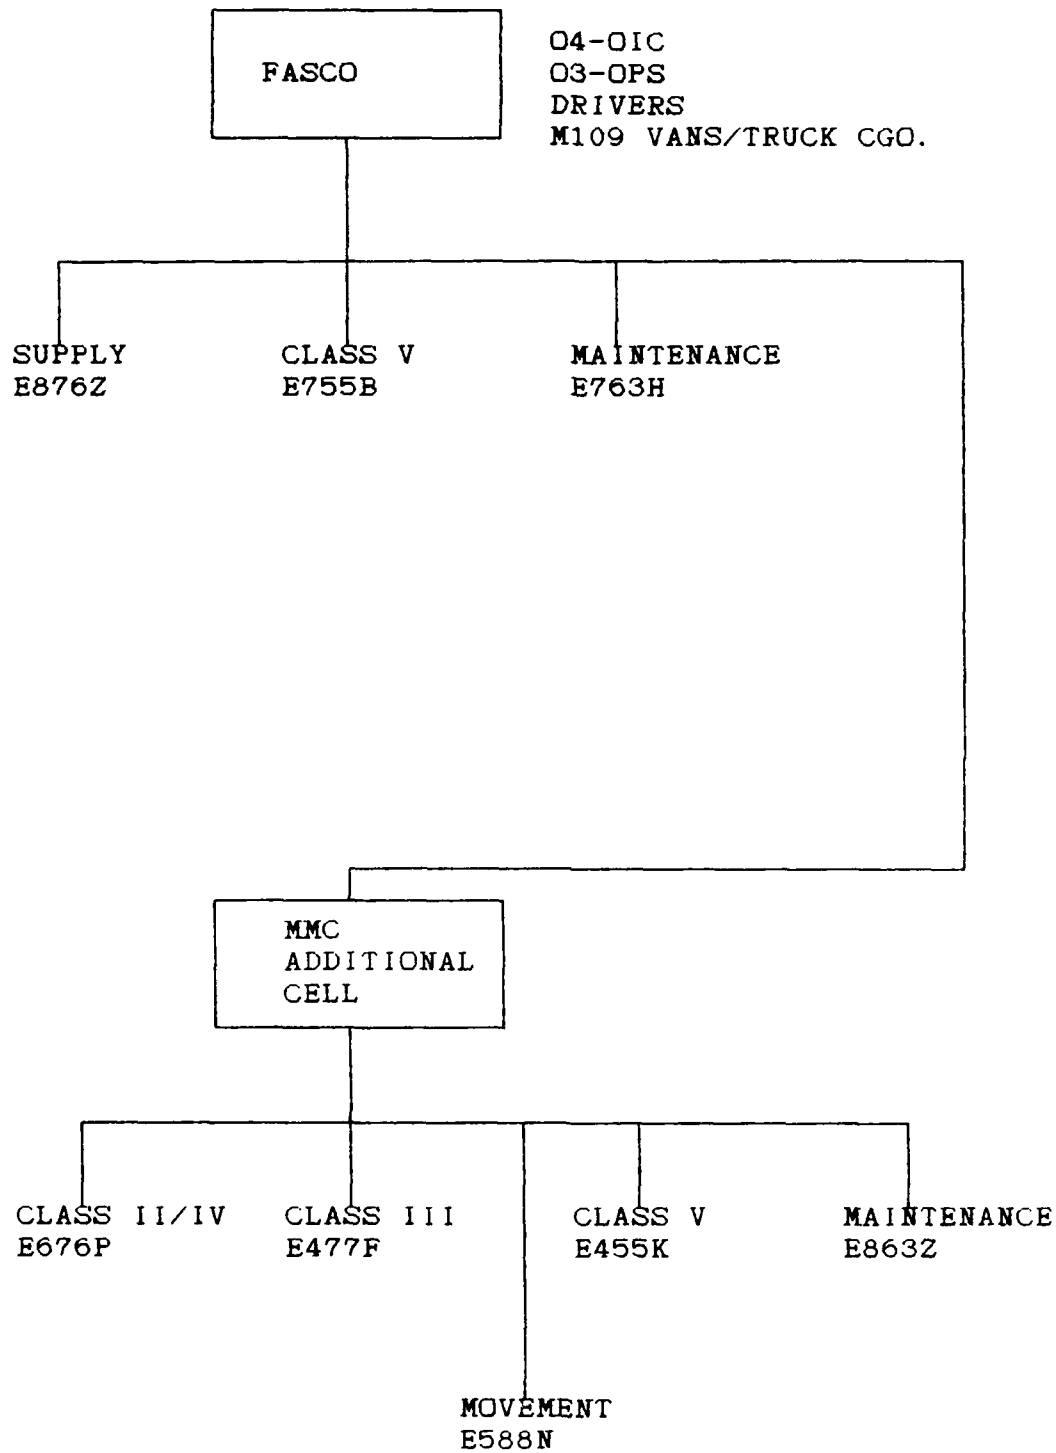 FASCO
O4-OIC
O3-OPS
DRIVERS
M109 VANS/TRUCK CGO.
SUPPLY
E876Z
CLASS V
E755B
MAINTENANCE
E763H
MMC
ADDITIONAL
CELL
CLASS II/IV
E676P
CLASS III
E477F
CLASS V
E455K
MAINTENANCE
E863Z
MOVEMENT
E588N